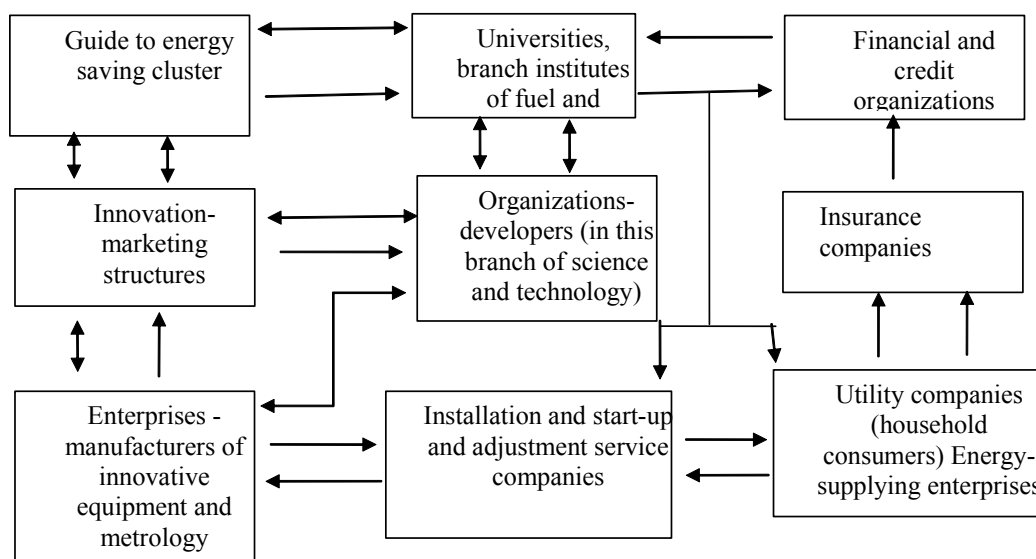 Guide to energy
saving cluster
Universities,
branch institutes
of fuel and
Financial and
credit
organizations
Innovation-
marketing
structures
Organizations-
developers (in this
branch of science
and technology)
Insurance
companies
Enterprises -
manufacturers of
innovative
equipment and
metrology
Installation and start-up
and adjustment service
companies
Utility companies
(household
consumers) Energy-
supplying enterprises